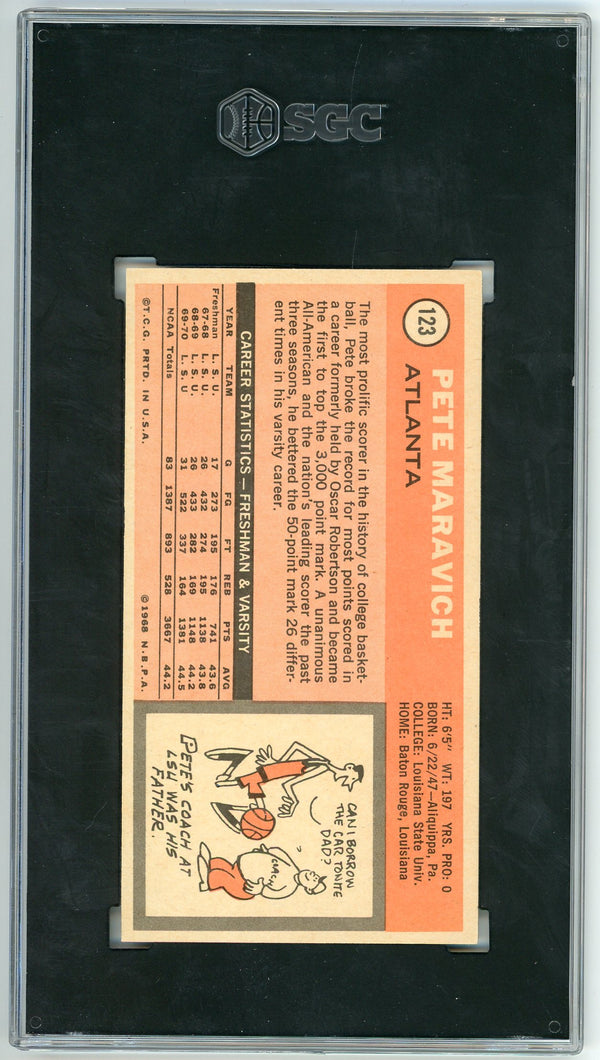 SGC
123
PETE MARAVICH
ATLANTA
HT: 6'5" WT: 197 YRS. PRO: 0
BORN: 6/22/47—Aliquippa, Pa.
COLLEGE: Louisiana State Univ.
HOME: Baton Rouge, Louisiana
The most prolific scorer in the history of college basket-
ball, Pete broke the record for most points scored in
a career formerly held by Oscar Robertson and became
the first to top the 3,000 point mark. A unanimous
All-American and the nation's leading scorer the past
three seasons, he bettered the 50-point mark 26 differ-
ent times in his varsity career.
CAREER STATISTICS — FRESHMAN & VARSITY
YEAR TEAM G FG FT REB PTS AVG
Freshman L. S. U. 17 273 195 176 741 43.6
67-68 L. S. U. 26 432 274 195 1138 43.8
68-69 L. S. U. 26 433 282 169 1148 44.2
69-70 L. S. U 31 522 337 164 1381 44.5
NCAA Totals 83 1387 893 528 3667 44.2
©T.C.G. PRTD. IN U.S.A.
©1968 N.B.P.A.
CAN I BORROW
THE CAR TONITE
DAD?
COACH
PETE'S COACH AT
LSU WAS HIS
FATHER.